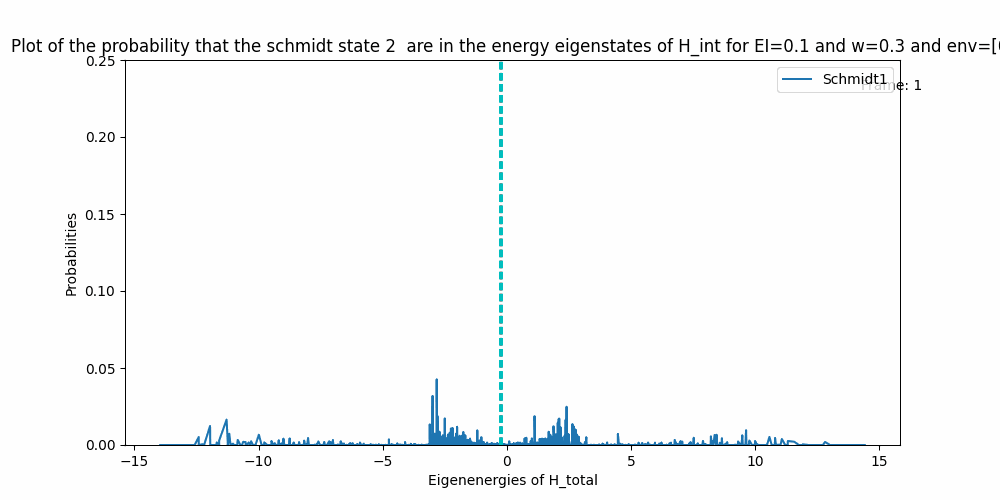 Plot of the probability that the schmidt state 2  are in the energy eigenstates of H_int for EI=0.1 and w=0.3 and env=[
Schmidt1
Frame: 1
Probabilities
0.25
0.20
0.15
0.10
0.05
0.00
−15
−10
−5
0
5
10
15
Eigenenergies of H_total